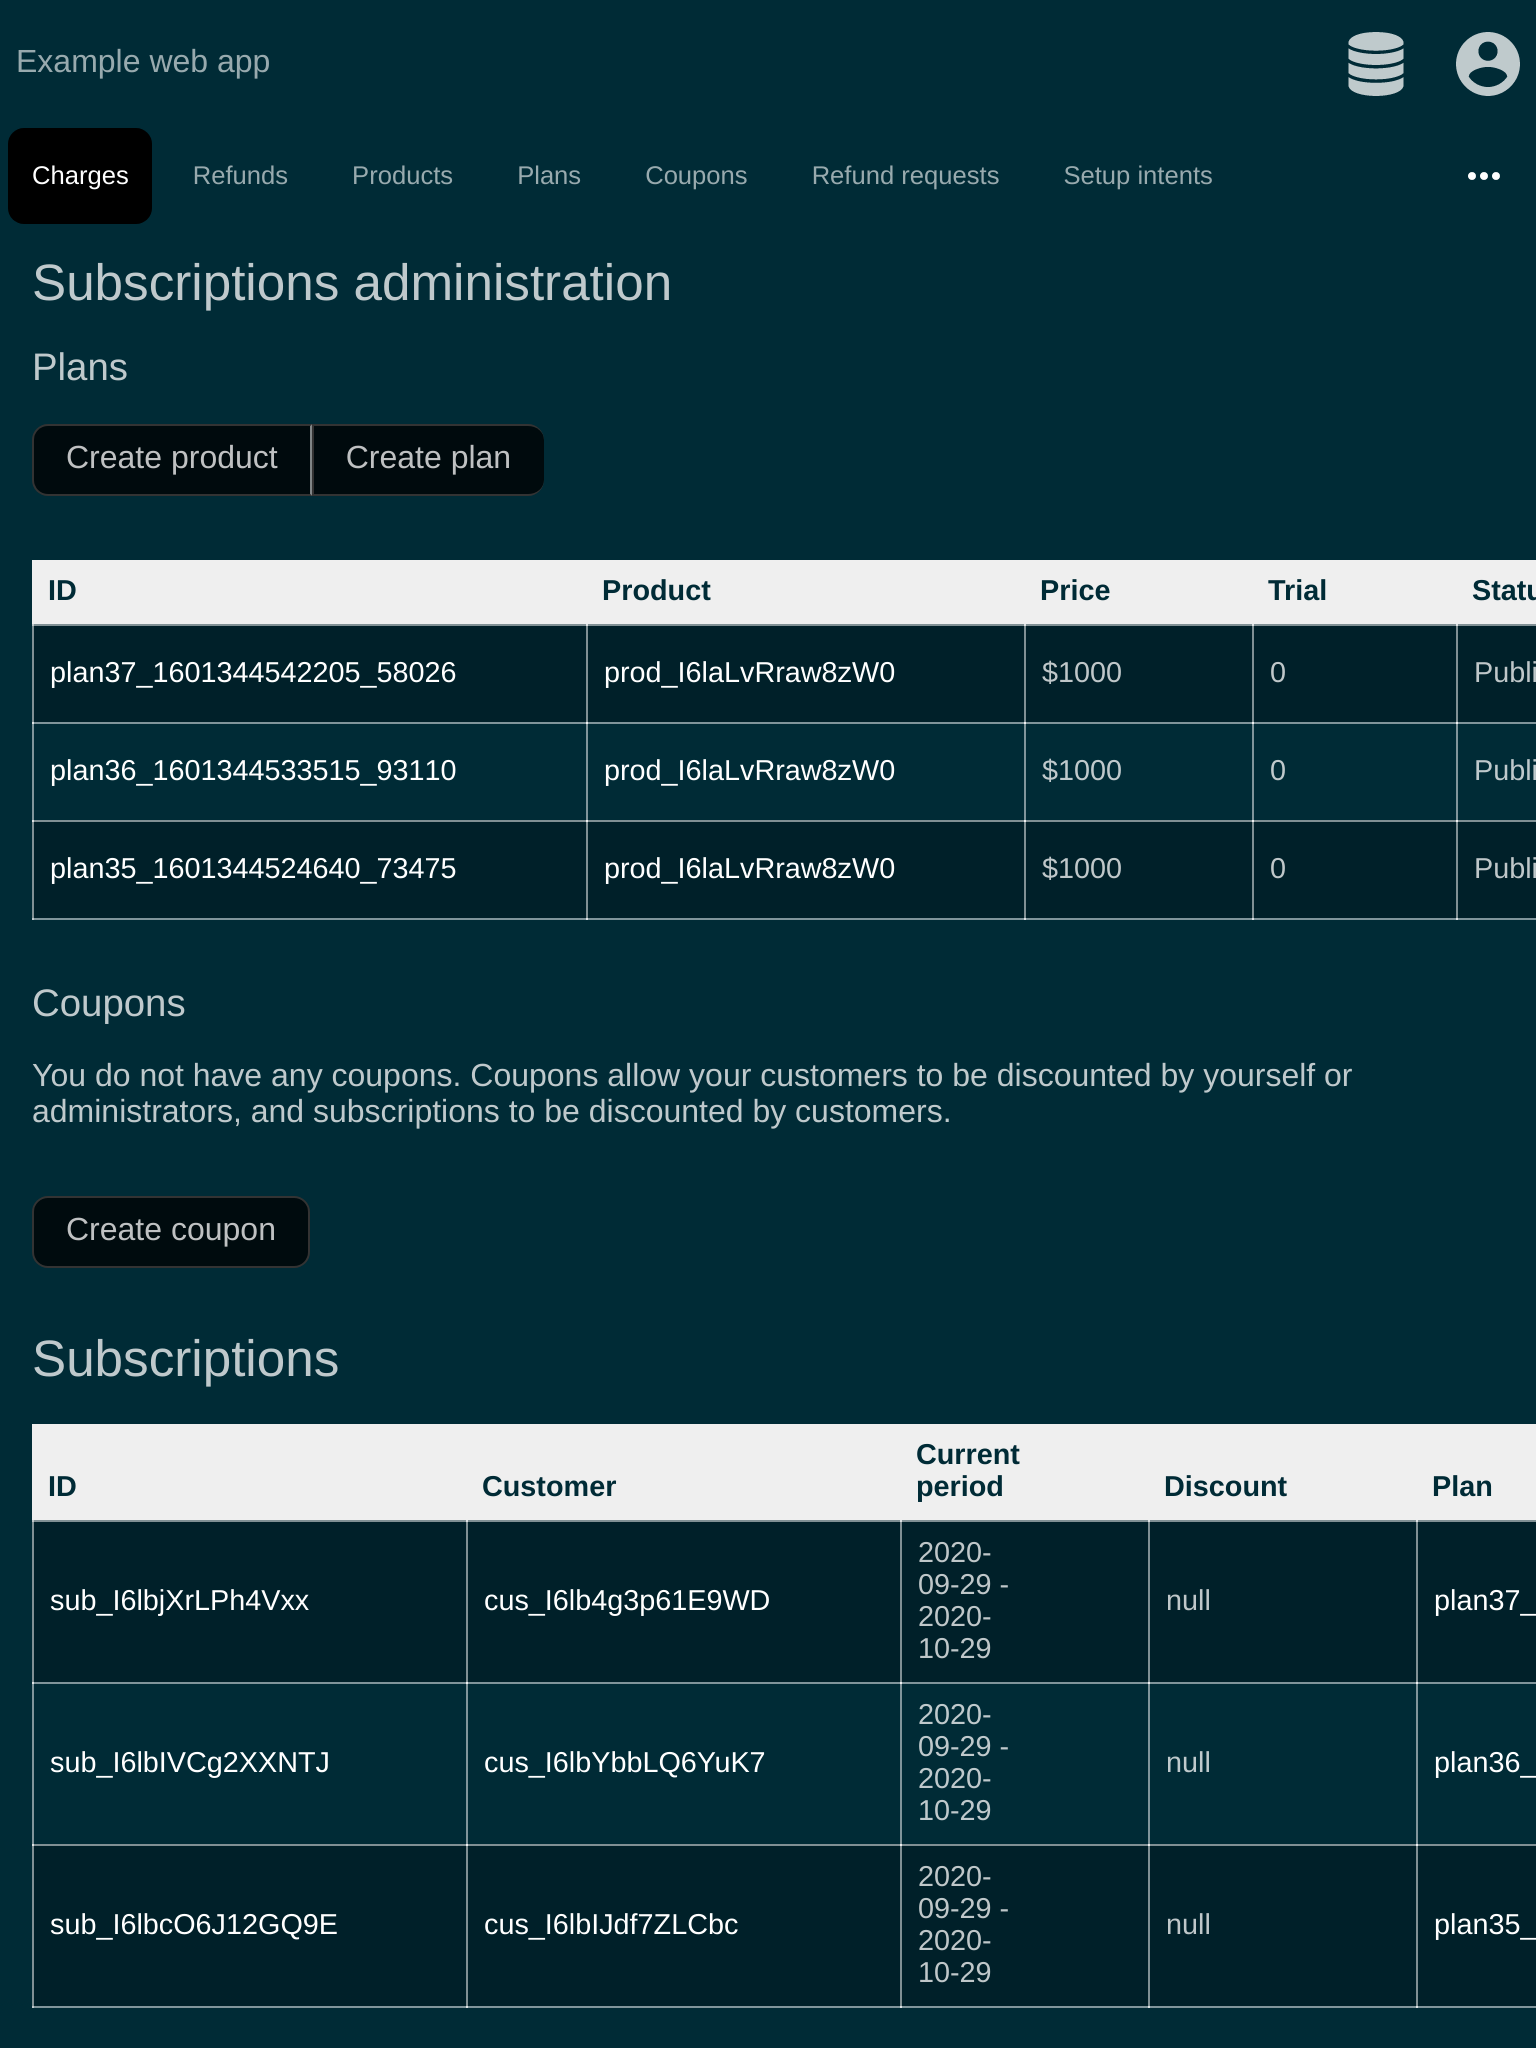 Example web app
Charges Refunds Products Plans Coupons Refund requests Setup intents
Subscriptions administration
Plans
Create product Create plan
ID Product Price Trial Statu
plan37_1601344542205_58026 prod_I6laLvRraw8zW0 $1000 0 Publi
plan36_1601344533515_93110 prod_I6laLvRraw8zW0 $1000 0 Publi
plan35_1601344524640_73475 prod_I6laLvRraw8zW0 $1000 0 Publi
Coupons
You do not have any coupons. Coupons allow your customers to be discounted by yourself or
administrators, and subscriptions to be discounted by customers.
Create coupon
Subscriptions
ID Customer Current period Discount Plan
sub_I6lbjXrLPh4Vxx cus_I6lb4g3p61E9WD 2020-09-29 - 2020-10-29 null plan37_
sub_I6lbIVCg2XXNTJ cus_I6lbYbbLQ6YuK7 2020-09-29 - 2020-10-29 null plan36_
sub_I6lbcO6J12GQ9E cus_I6lbIJdf7ZLCbc 2020-09-29 - 2020-10-29 null plan35_